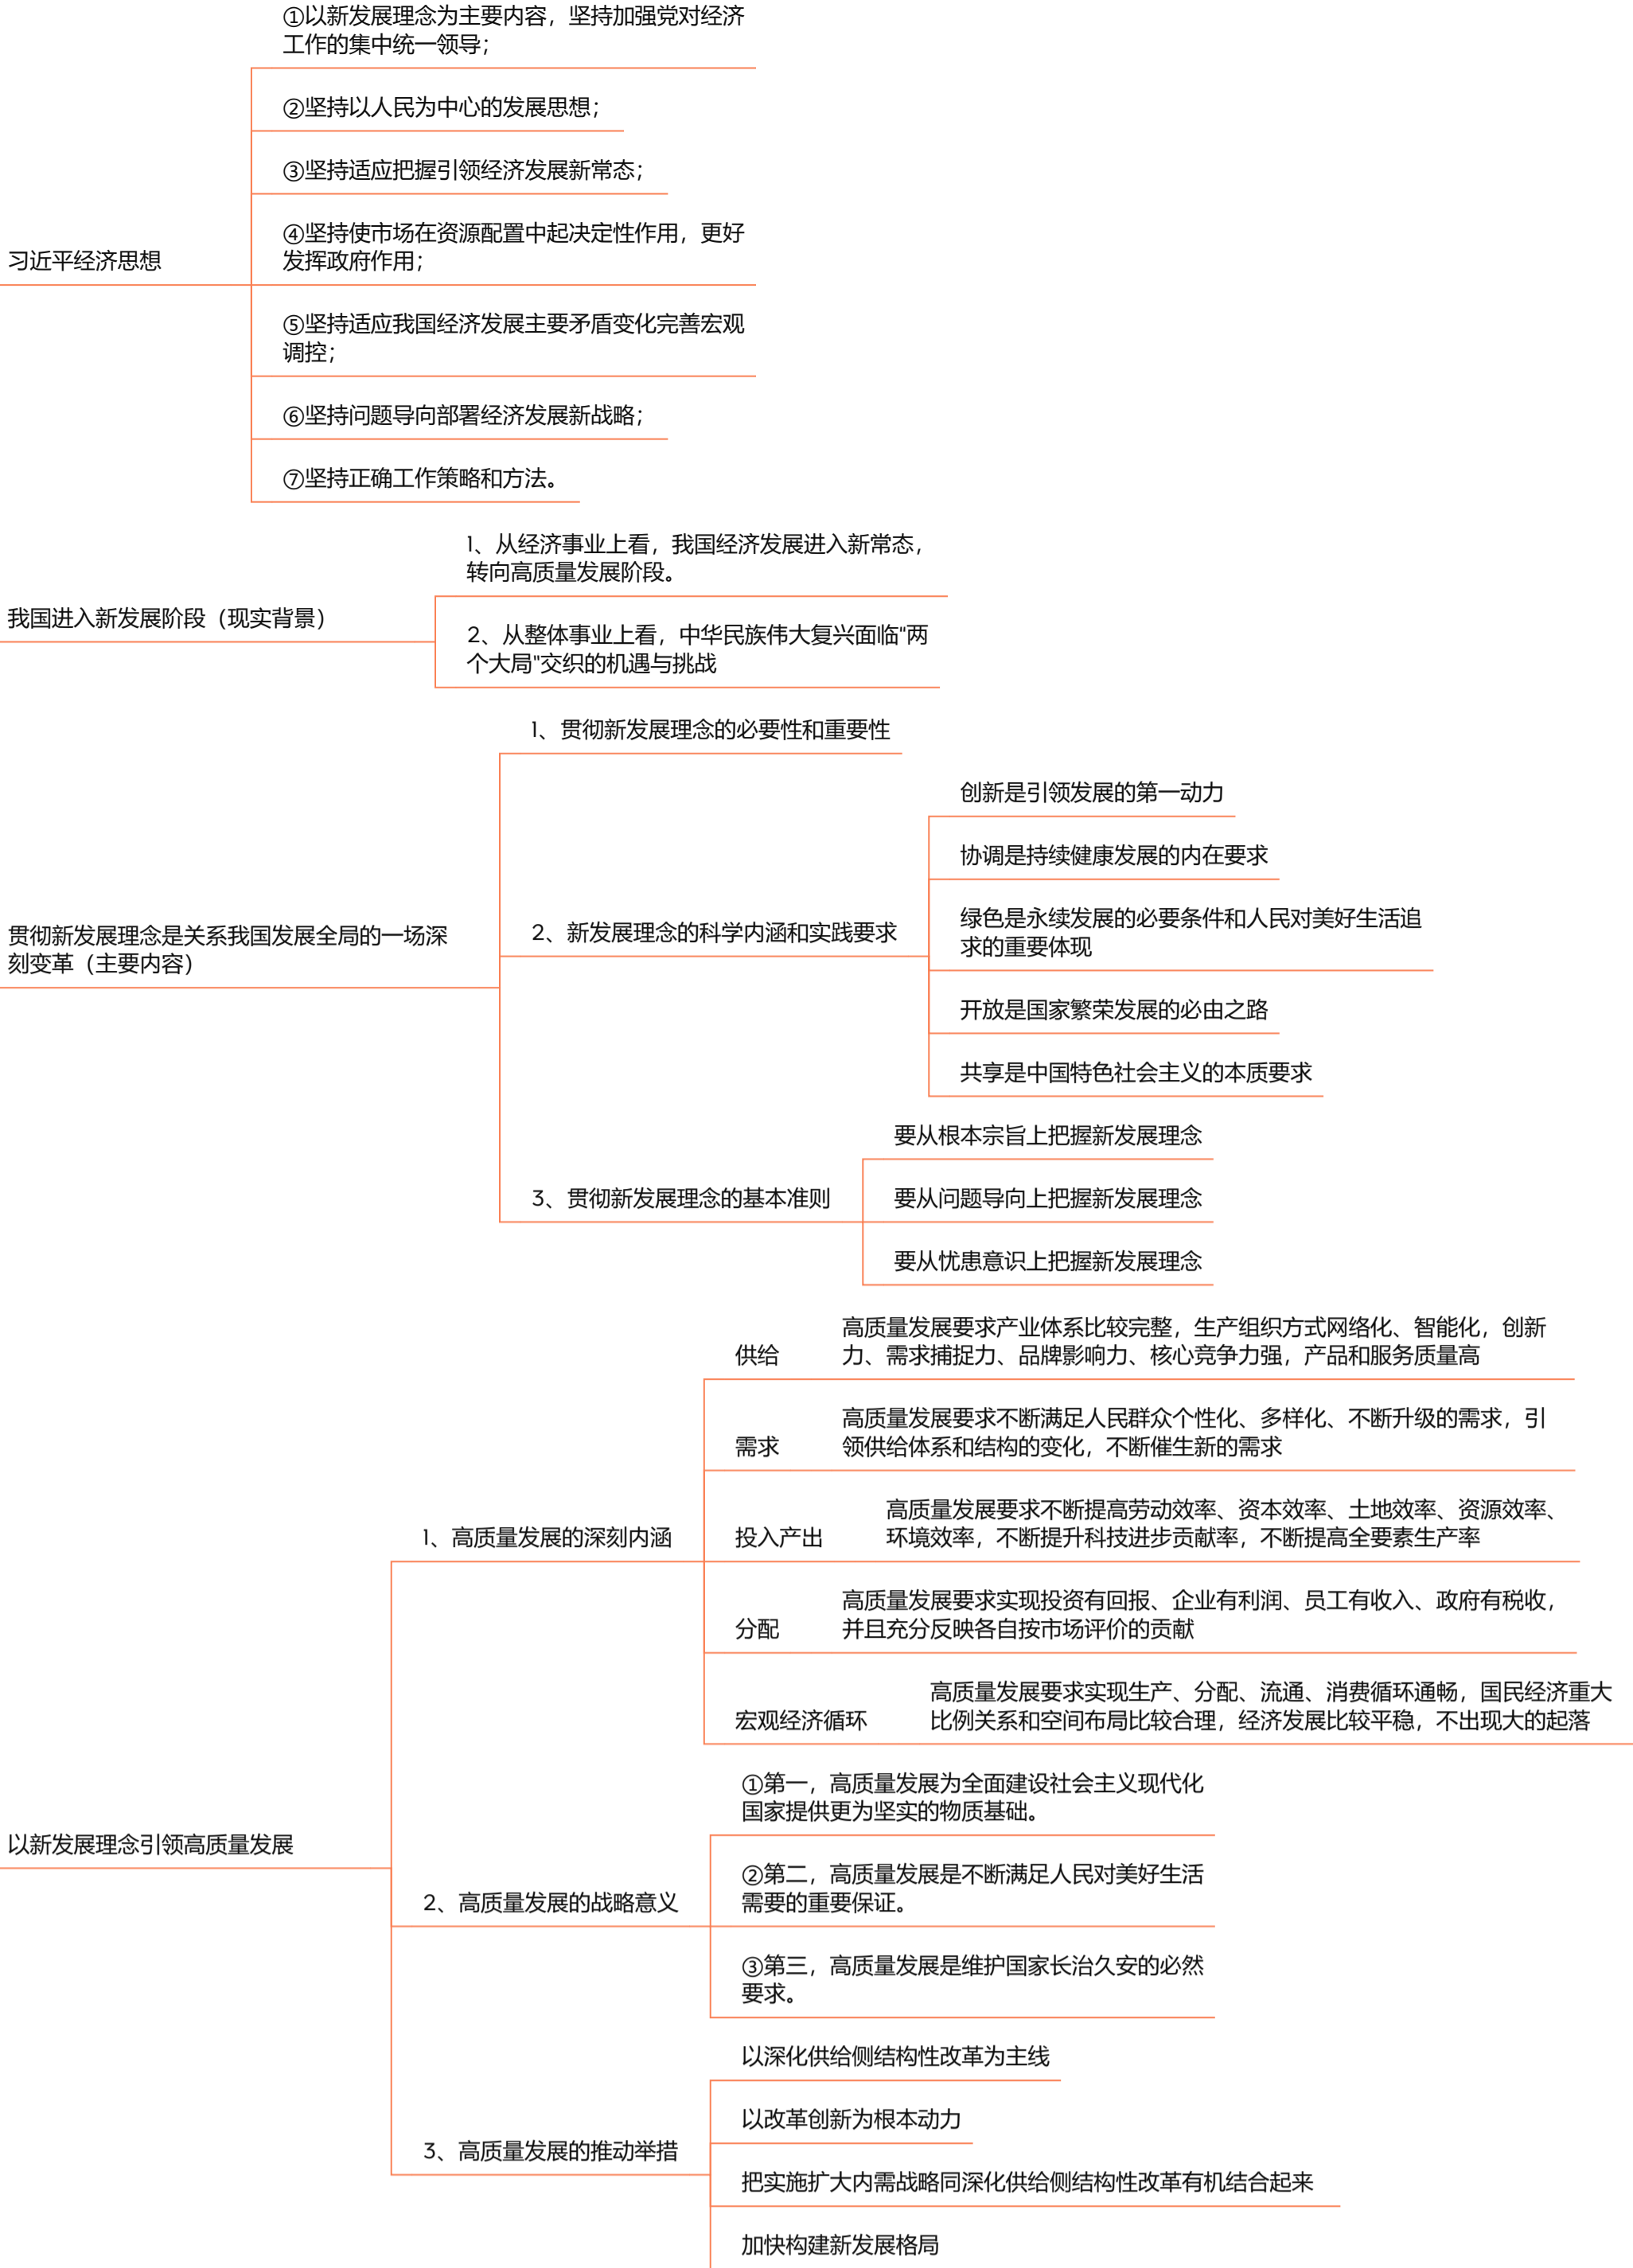 ①以新发展理念为主要内容，坚持加强党对经济
工作的集中统一领导；
②坚持以人民为中心的发展思想；
③坚持适应把握引领经济发展新常态；
④坚持使市场在资源配置中起决定性作用，更好
发挥政府作用；
习近平经济思想
⑤坚持适应我国经济发展主要矛盾变化完善宏观
调控；
⑥坚持问题导向部署经济发展新战略；
⑦坚持正确工作策略和方法。
1、从经济事业上看，我国经济发展进入新常态，
转向高质量发展阶段。
我国进入新发展阶段（现实背景）
2、从整体事业上看，中华民族伟大复兴面临"两
个大局"交织的机遇与挑战
1、贯彻新发展理念的必要性和重要性
创新是引领发展的第一动力
协调是持续健康发展的内在要求
绿色是永续发展的必要条件和人民对美好生活追
求的重要体现
2、新发展理念的科学内涵和实践要求
贯彻新发展理念是关系我国发展全局的一场深
刻变革（主要内容）
开放是国家繁荣发展的必由之路
共享是中国特色社会主义的本质要求
要从根本宗旨上把握新发展理念
3、贯彻新发展理念的基本准则
要从问题导向上把握新发展理念
要从忧患意识上把握新发展理念
供给
高质量发展要求产业体系比较完整，生产组织方式网络化、智能化，创新
力、需求捕捉力、品牌影响力、核心竞争力强，产品和服务质量高
需求
高质量发展要求不断满足人民群众个性化、多样化、不断升级的需求，引
领供给体系和结构的变化，不断催生新的需求
1、高质量发展的深刻内涵
投入产出
高质量发展要求不断提高劳动效率、资本效率、土地效率、资源效率、
环境效率，不断提升科技进步贡献率，不断提高全要素生产率
分配
高质量发展要求实现投资有回报、企业有利润、员工有收入、政府有税收，
并且充分反映各自按市场评价的贡献
宏观经济循环
高质量发展要求实现生产、分配、流通、消费循环通畅，国民经济重大
比例关系和空间布局比较合理，经济发展比较平稳，不出现大的起落
以新发展理念引领高质量发展
①第一，高质量发展为全面建设社会主义现代化
国家提供更为坚实的物质基础。
2、高质量发展的战略意义
②第二，高质量发展是不断满足人民对美好生活
需要的重要保证。
③第三，高质量发展是维护国家长治久安的必然
要求。
3、高质量发展的推动举措
以深化供给侧结构性改革为主线
以改革创新为根本动力
把实施扩大内需战略同深化供给侧结构性改革有机结合起来
加快构建新发展格局